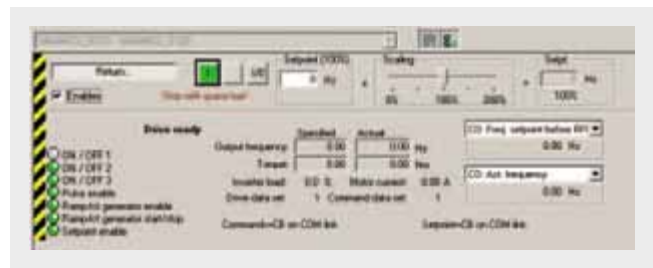 Setpoint (100%) Scaling Setpt.
Return... I I/0 0 Hz x = Hz
Enables Stop with space bar! 0% 100% 200% 100%
Drive ready Specified Actual CO: Freq. setpoint before RFG
Output frequency: 0.00 0.00 Hz 0.00 Hz
ON / OFF 1
Torque: 0.00 0.00 Nm
ON / OFF 2
ON / OFF 3 Inverter load: 0.0 % Motor current: 0.00 A CO: Act. frequency
Pulse enable Drive data set: 1 Command data set: 1 0.00 Hz
Ramp-fct generator enable
Ramp-fct generator start/stop Command=CB on COM link Setpoint=CB on COM link
Setpoint enable